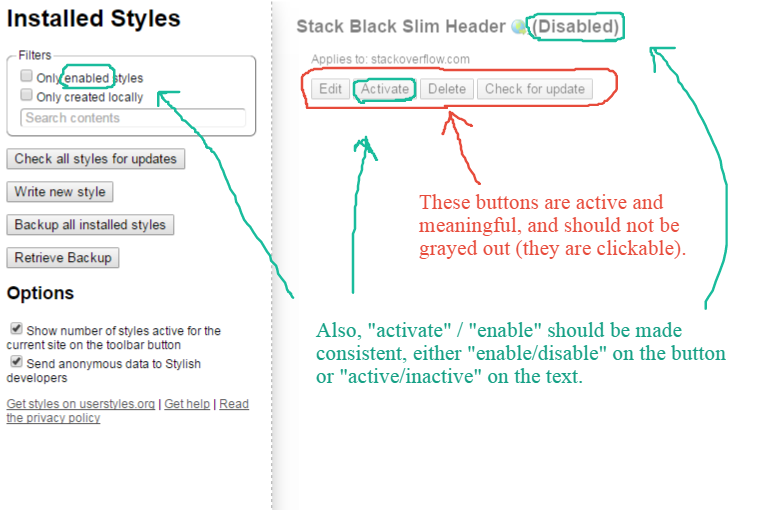 Installed Styles
Filters
Only enabled styles
Only created locally
Search contents
Check all styles for updates
Write new style
Backup all installed styles
Retrieve Backup
Options
Show number of styles active for the
current site on the toolbar button
Send anonymous data to Stylish
developers
Get styles on userstyles.org | Get help | Read
the privacy policy
Stack Black Slim Header (Disabled)
Applies to: stackoverflow.com
Edit Activate Delete Check for update
These buttons are active and
meaningful, and should not be
grayed out (they are clickable).
Also, "activate" / "enable" should be made
consistent, either "enable/disable" on the button
or "active/inactive" on the text.